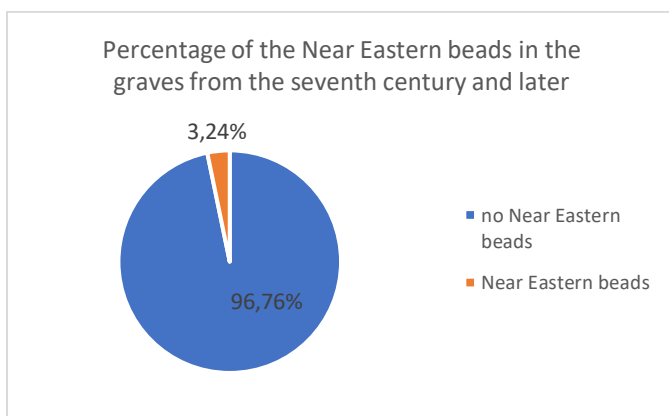 Percentage of the Near Eastern beads in the
graves from the seventh century and later
3,24%
96,76%
no Near Eastern
beads
Near Eastern beads